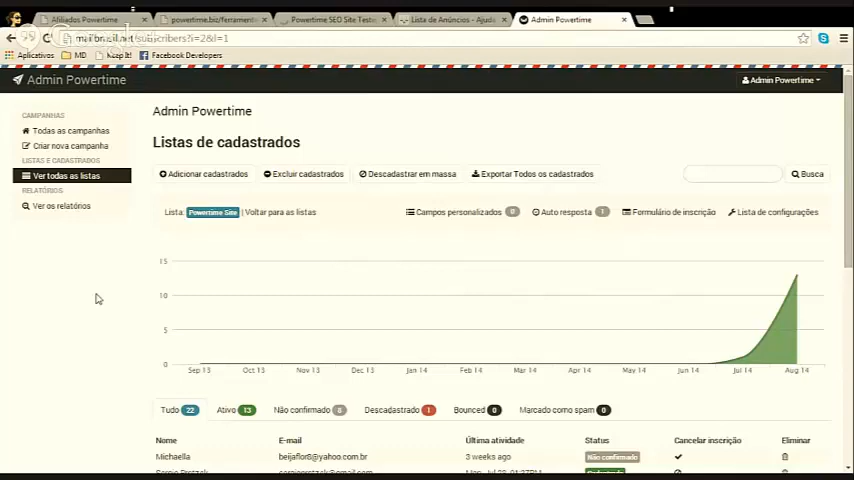 Afiliados Powertime
powertime.biz/ferrament
Powertime SEO Site Teste
Lista de Anúncios - Ajuda
Admin Powertime
mailbrasil.net/subscribers?i=2&l=1
Aplicativos
MD
KeepIt!
Facebook Developers
Admin Powertime
Admin Powertime
CAMPANHAS
Todas as campanhas
Criar nova campanha
LISTAS E CADASTRADOS
Ver todas as listas
RELATÓRIOS
Ver os relatórios
Admin Powertime
Listas de cadastrados
Adicionar cadastrados
Excluir cadastrados
Descadastrar em massa
Exportar Todos os cadastrados
Busca
Lista: Powertime Site | Voltar para as listas
Campos personalizados 0
Auto resposta 1
Formulário de inscrição
Lista de configurações
15
10
5
0
Sep 13 Oct 13 Nov 13 Dec 13 Jan 14 Feb 14 Mar 14 Apr 14 May 14 Jun 14 Jul 14 Aug 14
Tudo 22
Ativo 13
Não confirmado 8
Descadastrado 1
Bounced 0
Marcado como spam 0
Nome E-mail Última atividade Status Cancelar inscrição Eliminar
Michaella beijaflor8@yahoo.com.br 3 weeks ago Não confirmado